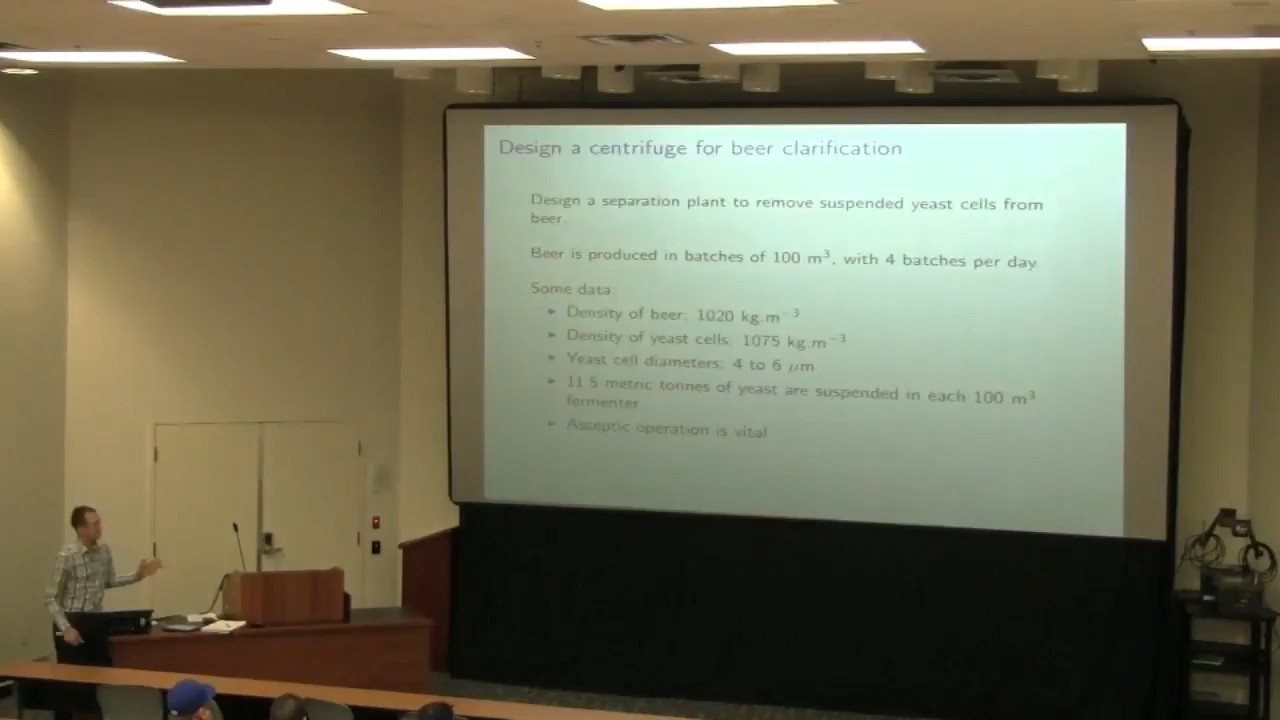 Design a centrifuge for beer clarification
Design a separation plant to remove suspended yeast cells from
beer.
Beer is produced in batches of 100 m³, with 4 batches per day.
Some data:
► Density of beer: 1020 kg.m⁻³
► Density of yeast cells: 1075 kg.m⁻³
► Yeast cell diameters: 4 to 6 μm
► 11.5 metric tonnes of yeast are suspended in each 100 m³
fermenter
► Asceptic operation is vital